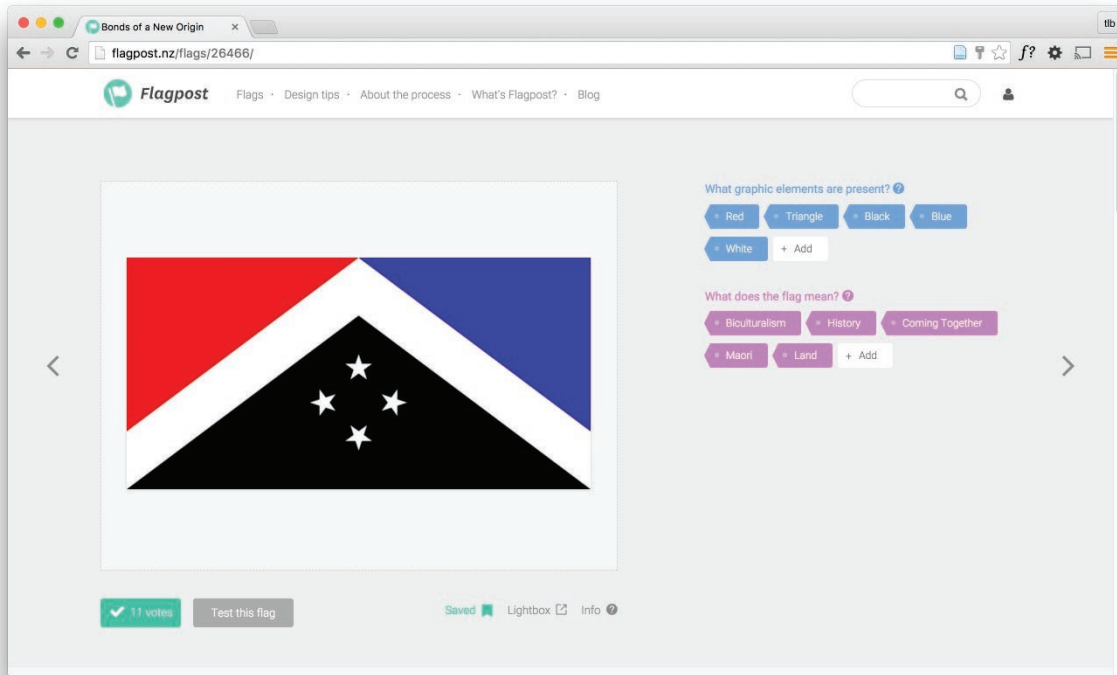 Bonds of a New Origin
tlb
flagpost.nz/flags/26466/
f?
Flagpost Flags · Design tips · About the process · What's Flagpost? · Blog
What graphic elements are present? ?
Red Triangle Black Blue
White + Add
What does the flag mean? ?
Biculturalism History Coming Together
Maori Land + Add
11 votes Test this flag Saved Lightbox Info ?